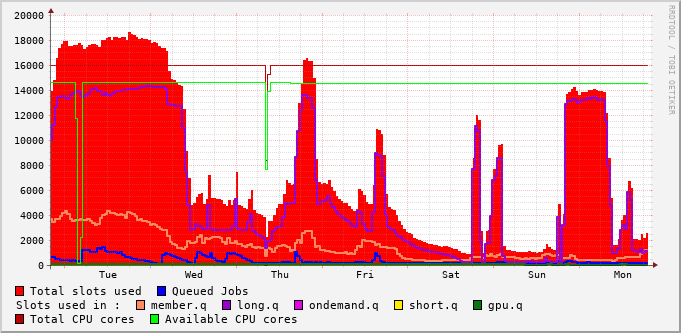 20000
18000
16000
14000
12000
10000
8000
6000
4000
2000
0
Tue Wed Thu Fri Sat Sun Mon
RRDTOOL / TOBI OETIKER
Total slots used Queued Jobs
Slots used in : member.q long.q ondemand.q short.q gpu.q
Total CPU cores Available CPU cores